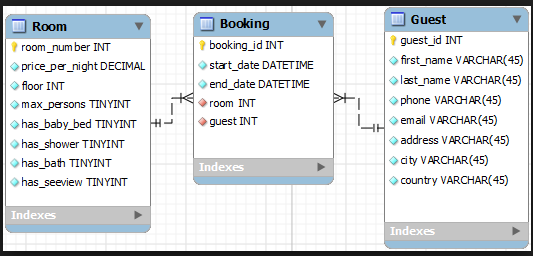 Room
room_number INT
price_per_night DECIMAL
floor INT
max_persons TINYINT
has_baby_bed TINYINT
has_shower TINYINT
has_bath TINYINT
has_seeview TINYINT
Indexes
Booking
booking_id INT
start_date DATETIME
end_date DATETIME
room INT
guest INT
Indexes
Guest
guest_id INT
first_name VARCHAR(45)
last_name VARCHAR(45)
phone VARCHAR(45)
email VARCHAR(45)
address VARCHAR(45)
city VARCHAR(45)
country VARCHAR(45)
Indexes